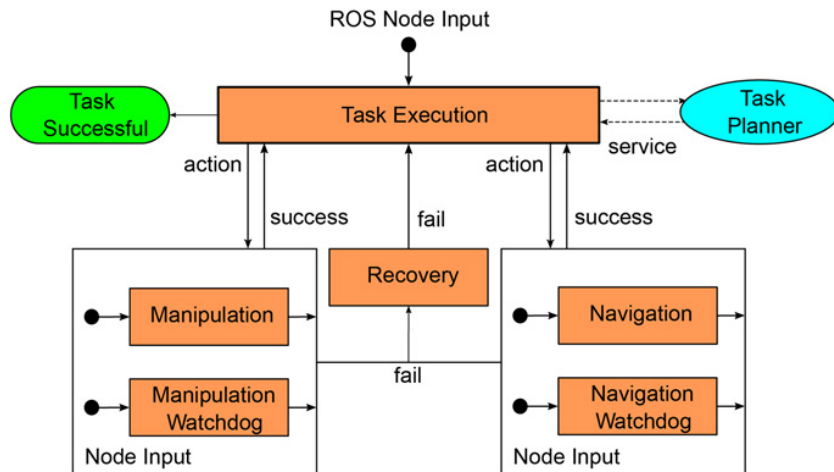 ROS Node Input
Task
Successful
Task Execution
Task
Planner
service
action
success
fail
action
success
Recovery
Manipulation
Navigation
fail
Manipulation
Watchdog
Navigation
Watchdog
Node Input
Node Input